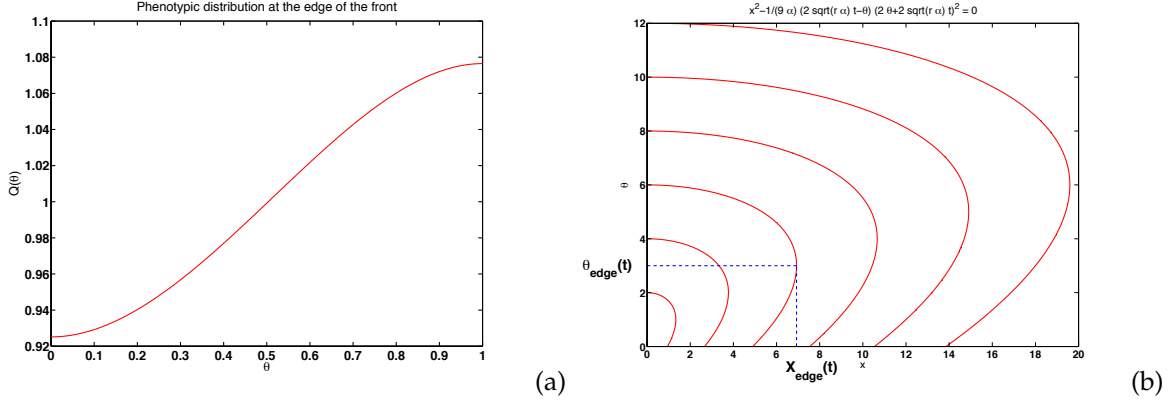 Phenotypic distribution at the edge of the front
1.1
1.08
1.06
1.04
1.02
1
0.98
0.96
0.94
0.92
Q(θ)
0 0.1 0.2 0.3 0.4 0.5 0.6 0.7 0.8 0.9 1
θ
(a)
x^2−1/(9 α) (2 sqrt(r α) t−θ) (2 θ+2 sqrt(r α) t)^2 = 0
12
10
8
6
4
2
0
θ
θ_edge(t)
0 2 4 6 8 10 12 14 16 18 20
X_edge(t)
x
(b)